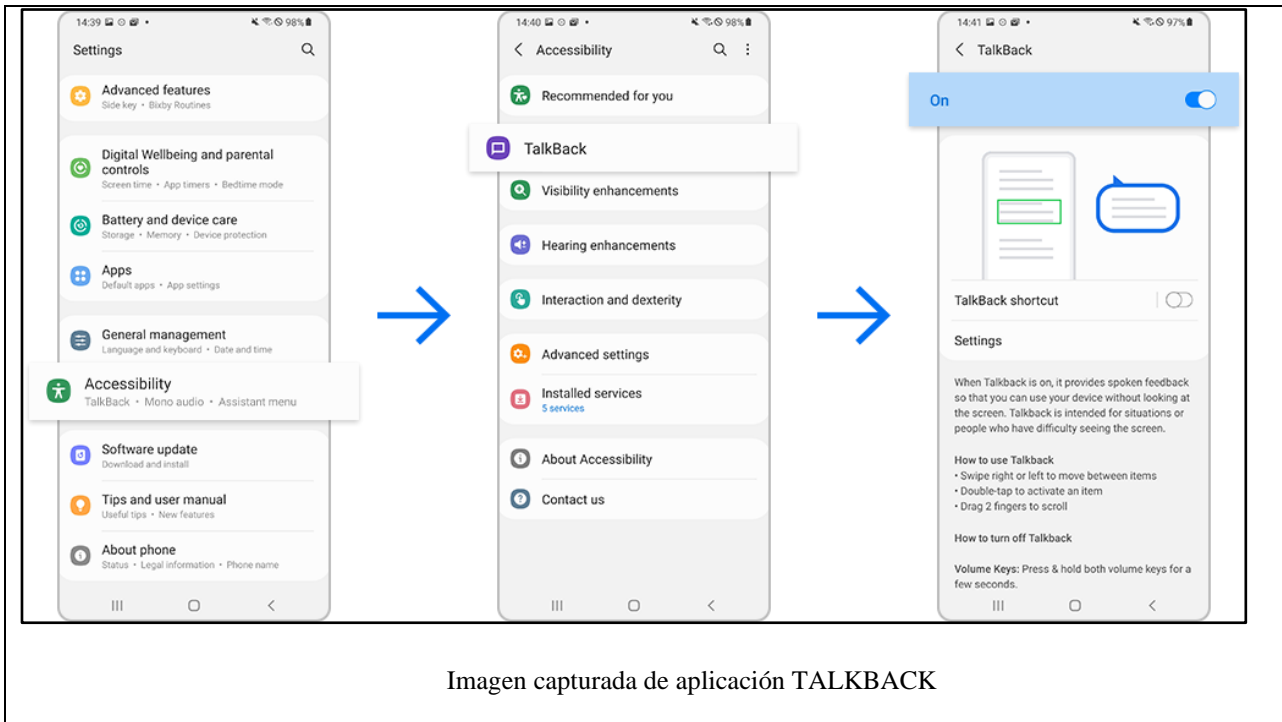 14:39 98%
Settings
Advanced features
Side key • Bixby Routines
Digital Wellbeing and parental
controls
Screen time • App timers • Bedtime mode
Battery and device care
Storage • Memory • Device protection
Apps
Default apps • App settings
General management
Language and keyboard • Date and time
Accessibility
TalkBack • Mono audio • Assistant menu
Software update
Download and install
Tips and user manual
Useful tips • New features
About phone
Status • Legal information • Phone name
14:40 98%
Accessibility
Recommended for you
TalkBack
Visibility enhancements
Hearing enhancements
Interaction and dexterity
Advanced settings
Installed services
5 services
About Accessibility
Contact us
14:41 97%
TalkBack
On
TalkBack shortcut
Settings
When Talkback is on, it provides spoken feedback
so that you can use your device without looking at
the screen. Talkback is intended for situations or
people who have difficulty seeing the screen.
How to use Talkback
• Swipe right or left to move between items
• Double-tap to activate an item
• Drag 2 fingers to scroll
How to turn off Talkback
Volume Keys: Press & hold both volume keys for a
few seconds.
Imagen capturada de aplicación TALKBACK